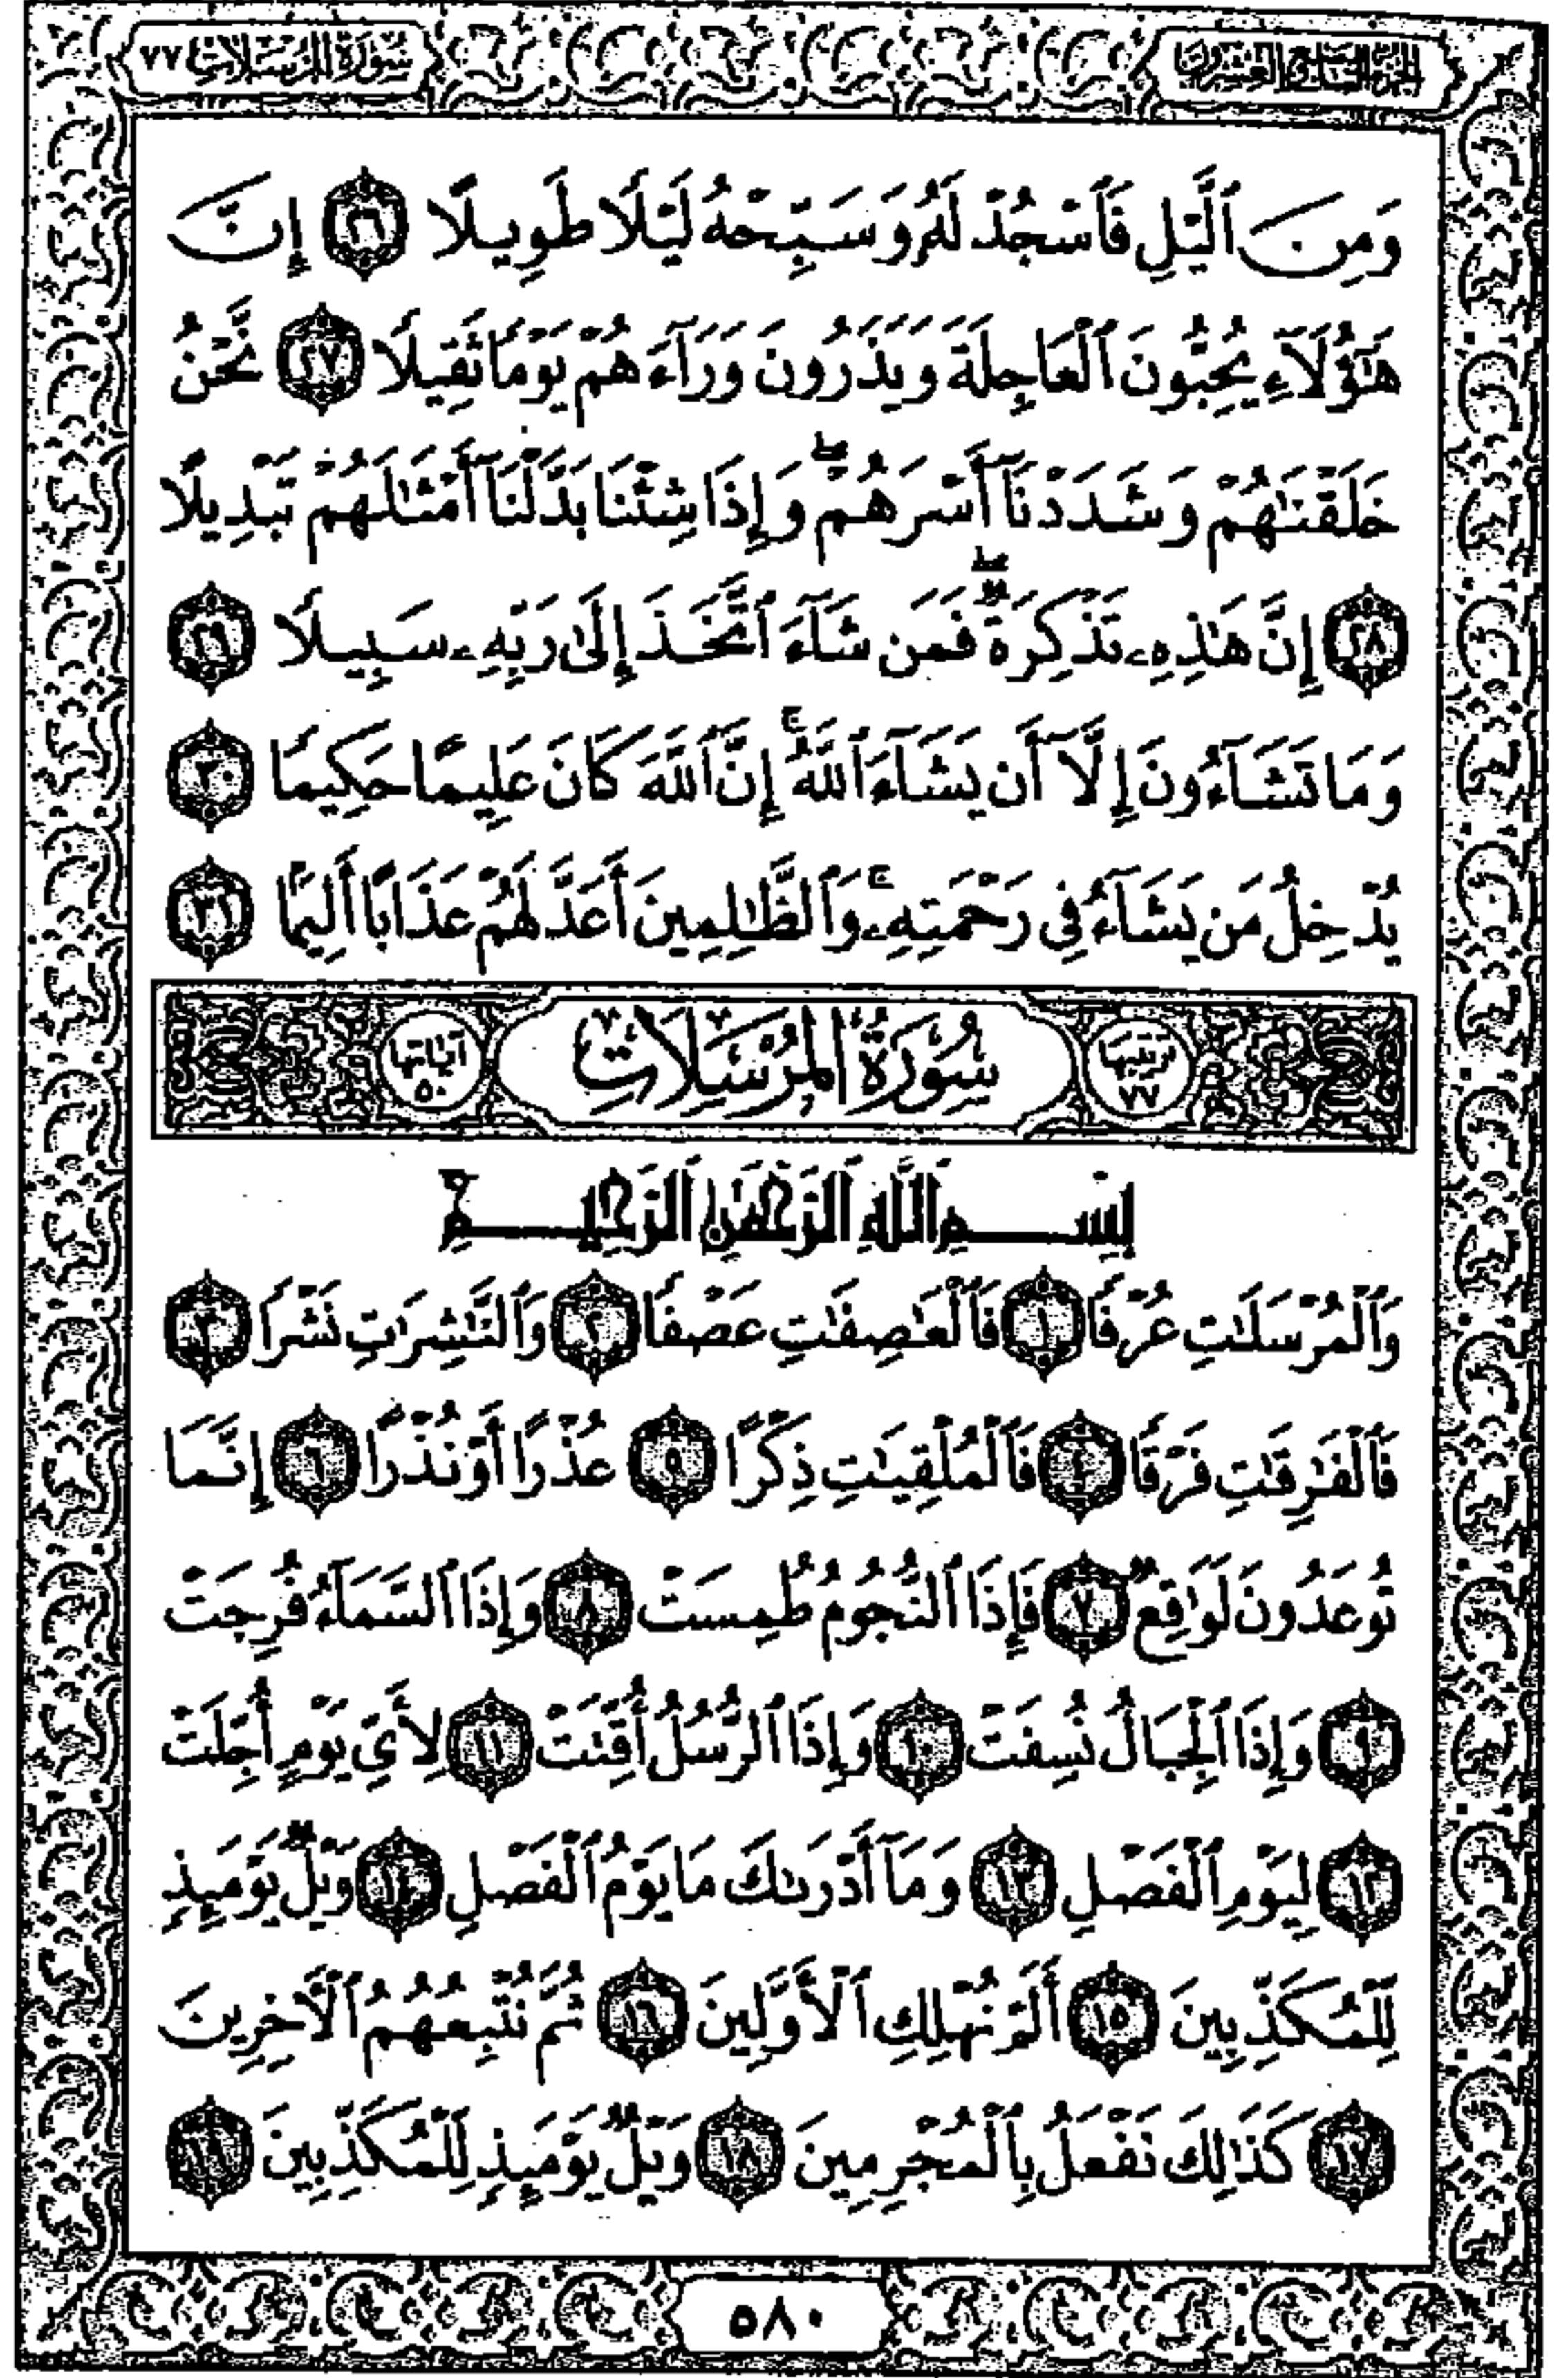 الجزء التاسع والعشرون
سورة المرسلات ٧٧
وَمِنَ ٱلَّيْلِ فَٱسْجُدْ لَهُۥ وَسَبِّحْهُ لَيْلًا طَوِيلًا ٢٦ إِنَّ
هَٰٓؤُلَآءِ يُحِبُّونَ ٱلْعَاجِلَةَ وَيَذَرُونَ وَرَآءَهُمْ يَوْمًا ثَقِيلًا ٢٧ نَّحْنُ
خَلَقْنَٰهُمْ وَشَدَدْنَآ أَسْرَهُمْ ۖ وَإِذَا شِئْنَا بَدَّلْنَآ أَمْثَٰلَهُمْ تَبْدِيلًا
٢٨ إِنَّ هَٰذِهِۦ تَذْكِرَةٌ ۖ فَمَن شَآءَ ٱتَّخَذَ إِلَىٰ رَبِّهِۦ سَبِيلًا ٢٩
وَمَا تَشَآءُونَ إِلَّآ أَن يَشَآءَ ٱللَّهُ ۚ إِنَّ ٱللَّهَ كَانَ عَلِيمًا حَكِيمًا ٣٠
يُدْخِلُ مَن يَشَآءُ فِى رَحْمَتِهِۦ ۚ وَٱلظَّٰلِمِينَ أَعَدَّ لَهُمْ عَذَابًا أَلِيمًۢا ٣١
ترتيبها ٧٧ سُورَةُ المُرْسَلَاتِ آياتها ٥٠
بِسْمِ ٱللَّهِ ٱلرَّحْمَٰنِ ٱلرَّحِيمِ
وَٱلْمُرْسَلَٰتِ عُرْفًا ١ فَٱلْعَٰصِفَٰتِ عَصْفًا ٢ وَٱلنَّٰشِرَٰتِ نَشْرًا ٣
فَٱلْفَٰرِقَٰتِ فَرْقًا ٤ فَٱلْمُلْقِيَٰتِ ذِكْرًا ٥ عُذْرًا أَوْ نُذْرًا ٦ إِنَّمَا
تُوعَدُونَ لَوَٰقِعٌ ٧ فَإِذَا ٱلنُّجُومُ طُمِسَتْ ٨ وَإِذَا ٱلسَّمَآءُ فُرِجَتْ
٩ وَإِذَا ٱلْجِبَالُ نُسِفَتْ ١٠ وَإِذَا ٱلرُّسُلُ أُقِّتَتْ ١١ لِأَىِّ يَوْمٍ أُجِّلَتْ
١٢ لِيَوْمِ ٱلْفَصْلِ ١٣ وَمَآ أَدْرَىٰكَ مَا يَوْمُ ٱلْفَصْلِ ١٤ وَيْلٌ يَوْمَئِذٍ
لِّلْمُكَذِّبِينَ ١٥ أَلَمْ نُهْلِكِ ٱلْأَوَّلِينَ ١٦ ثُمَّ نُتْبِعُهُمُ ٱلْءَاخِرِينَ
١٧ كَذَٰلِكَ نَفْعَلُ بِٱلْمُجْرِمِينَ ١٨ وَيْلٌ يَوْمَئِذٍ لِّلْمُكَذِّبِينَ ١٩
٥٨٠